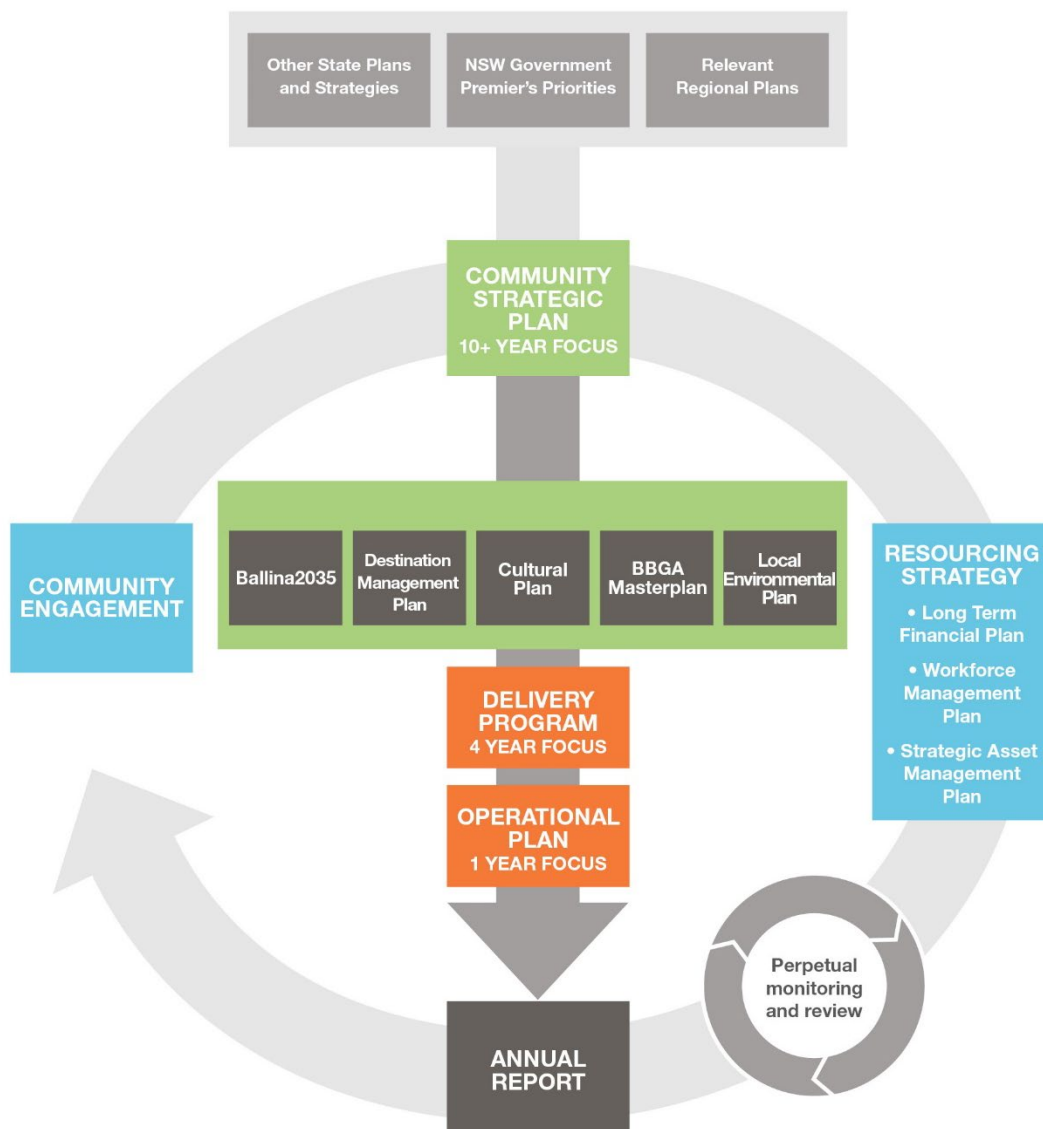 Other State Plans
and Strategies
NSW Government
Premier's Priorities
Relevant
Regional Plans
COMMUNITY
STRATEGIC
PLAN
10+ YEAR FOCUS
COMMUNITY
ENGAGEMENT
Ballina2035
Destination
Management
Plan
Cultural
Plan
BBGA
Masterplan
Local
Environmental
Plan
RESOURCING
STRATEGY
• Long Term
Financial Plan
• Workforce
Management
Plan
• Strategic Asset
Management
Plan
DELIVERY
PROGRAM
4 YEAR FOCUS
OPERATIONAL
PLAN
1 YEAR FOCUS
Perpetual
monitoring
and review
ANNUAL
REPORT